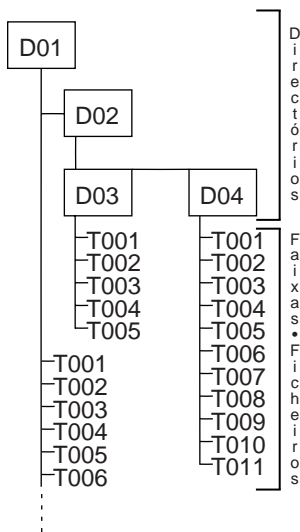 D01
D02
D03
D04
T001
T002
T003
T004
T005
T001
T002
T003
T004
T005
T006
T007
T008
T009
T010
T011
T001
T002
T003
T004
T005
T006
Directórios
Faixas•Ficheiros